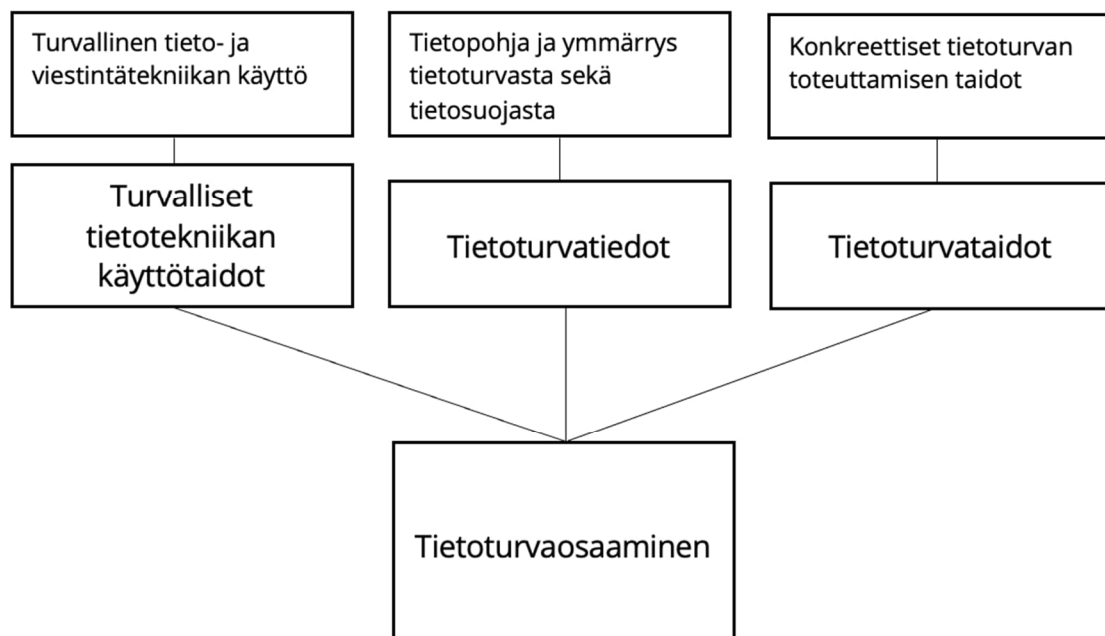 Turvallinen tieto- ja
viestintätekniikan käyttö
Tietopohja ja ymmärrys
tietoturvasta sekä
tietosuojasta
Konkreettiset tietoturvan
toteuttamisen taidot
Turvalliset
tietotekniikan
käyttötaidot
Tietoturvatiedot
Tietoturvataidot
Tietoturvaosaaminen